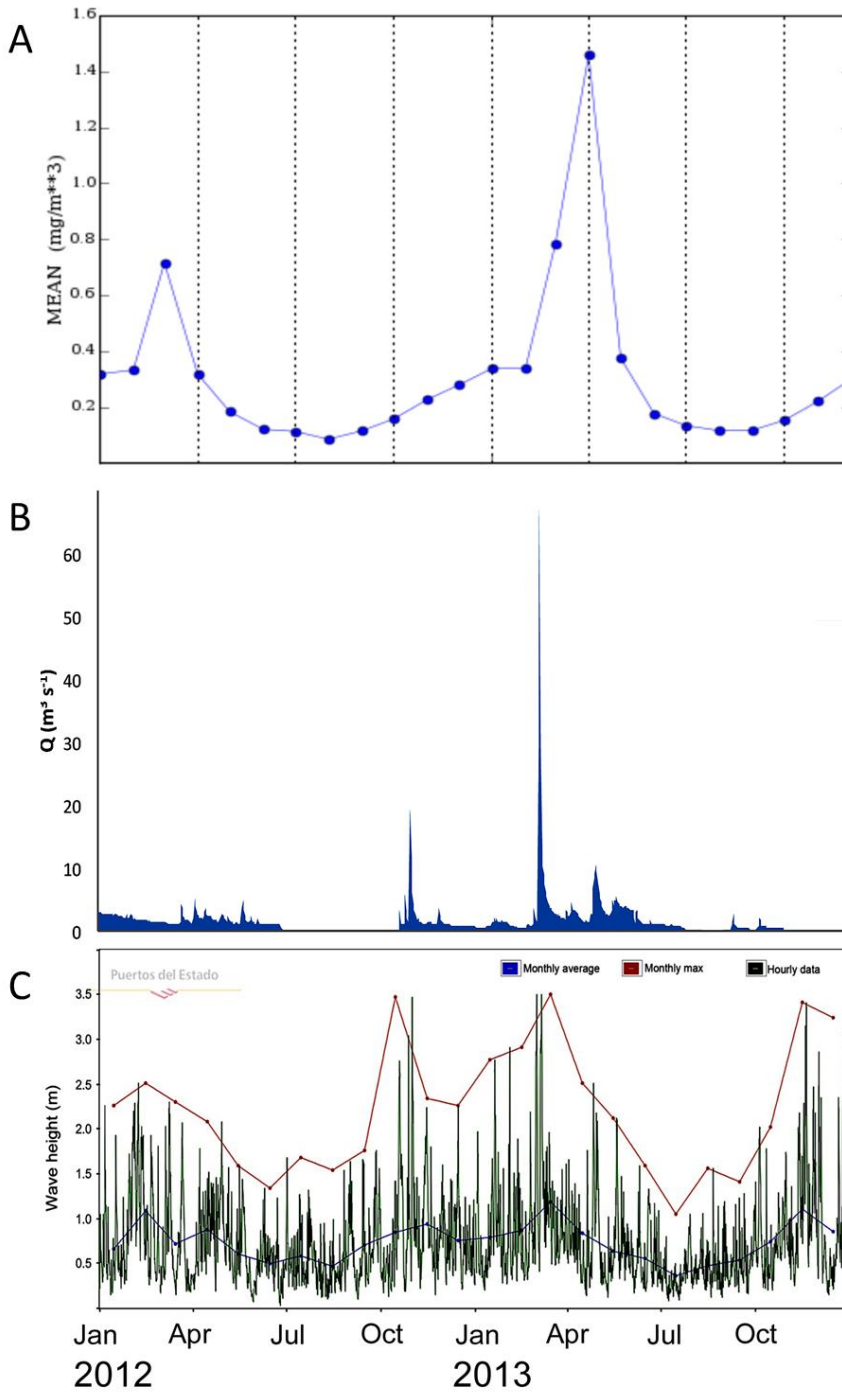 A
1.6
1.4
1.2
1.0
0.8
0.6
0.4
0.2
MEAN (mg/m**3)
B
60
50
40
30
20
10
0
Q (m³ s⁻¹)
C
Puertos del Estado
Monthly average
Monthly max
Hourly data
3.5
3.0
2.5
2.0
1.5
1.0
0.5
Wave height (m)
Jan Apr Jul Oct Jan Apr Jul Oct
2012 2013